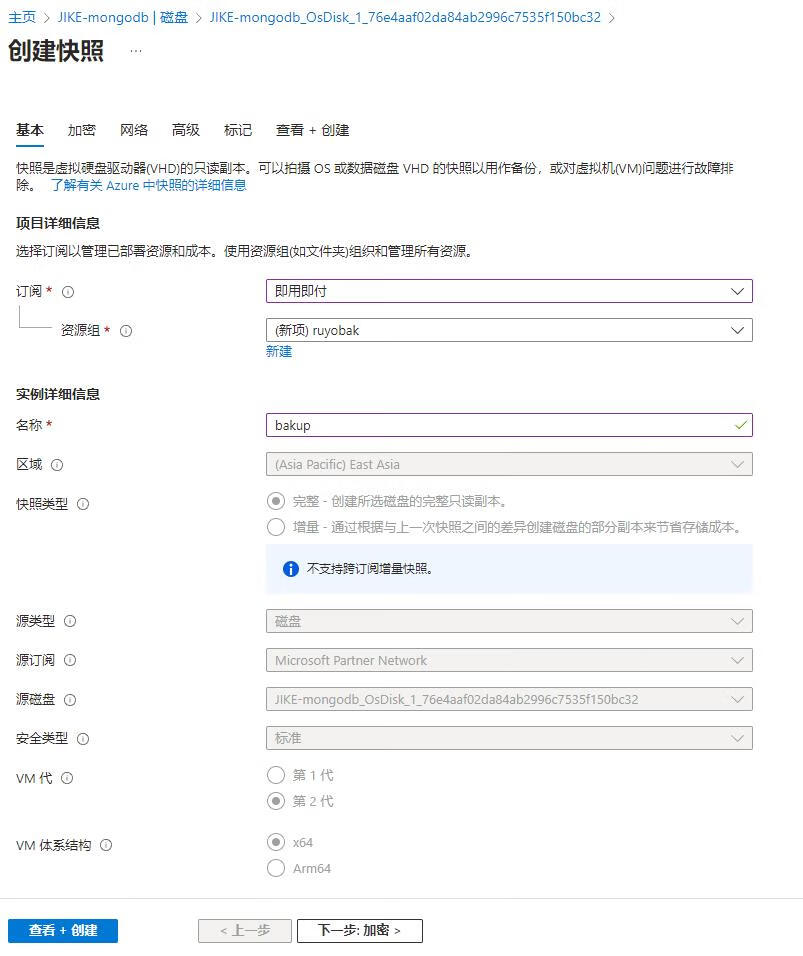 主页 > JIKE-mongodb | 磁盘 > JIKE-mongodb_OsDisk_1_76e4aaf02da84ab2996c7535f150bc32 >
创建快照 ...
基本 加密 网络 高级 标记 查看 + 创建
快照是虚拟硬盘驱动器(VHD)的只读副本。可以拍摄 OS 或数据磁盘 VHD 的快照以用作备份，或对虚拟机(VM)问题进行故障排
除。 了解有关 Azure 中快照的详细信息
项目详细信息
选择订阅以管理已部署资源和成本。使用资源组(如文件夹)组织和管理所有资源。
订阅 * 即用即付
资源组 * (新项) ruyobak
新建
实例详细信息
名称 * bakup
区域 (Asia Pacific) East Asia
快照类型 完整 - 创建所选磁盘的完整只读副本。
增量 - 通过根据与上一次快照之间的差异创建磁盘的部分副本来节省存储成本。
不支持跨订阅增量快照。
源类型 磁盘
源订阅 Microsoft Partner Network
源磁盘 JIKE-mongodb_OsDisk_1_76e4aaf02da84ab2996c7535f150bc32
安全类型 标准
VM 代 第 1 代
第 2 代
VM 体系结构 x64
Arm64
查看 + 创建 < 上一步 下一步: 加密 >